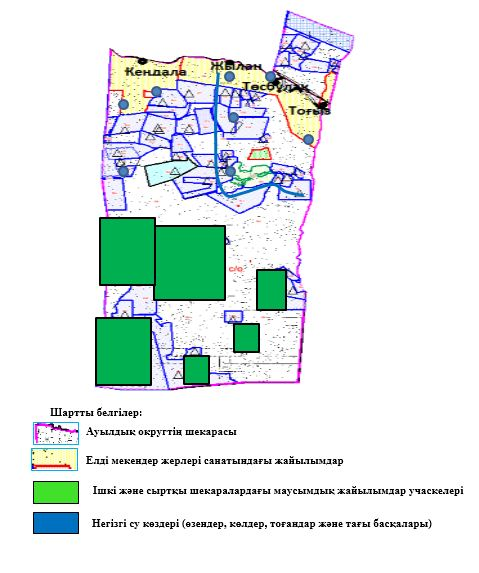 Жылан
Кендала
Төсбулақ
Тоғыз
с/о
Шартты белгілер:
Ауылдық округтің шекарасы
Елді мекендер жерлері санатындағы жайылымдар
Ішкі және сыртқы шекаралардағы маусымдық жайылымдар учаскелері
Негізгі су көздері (өзендер, көлдер, тоғандар және тағы басқалары)